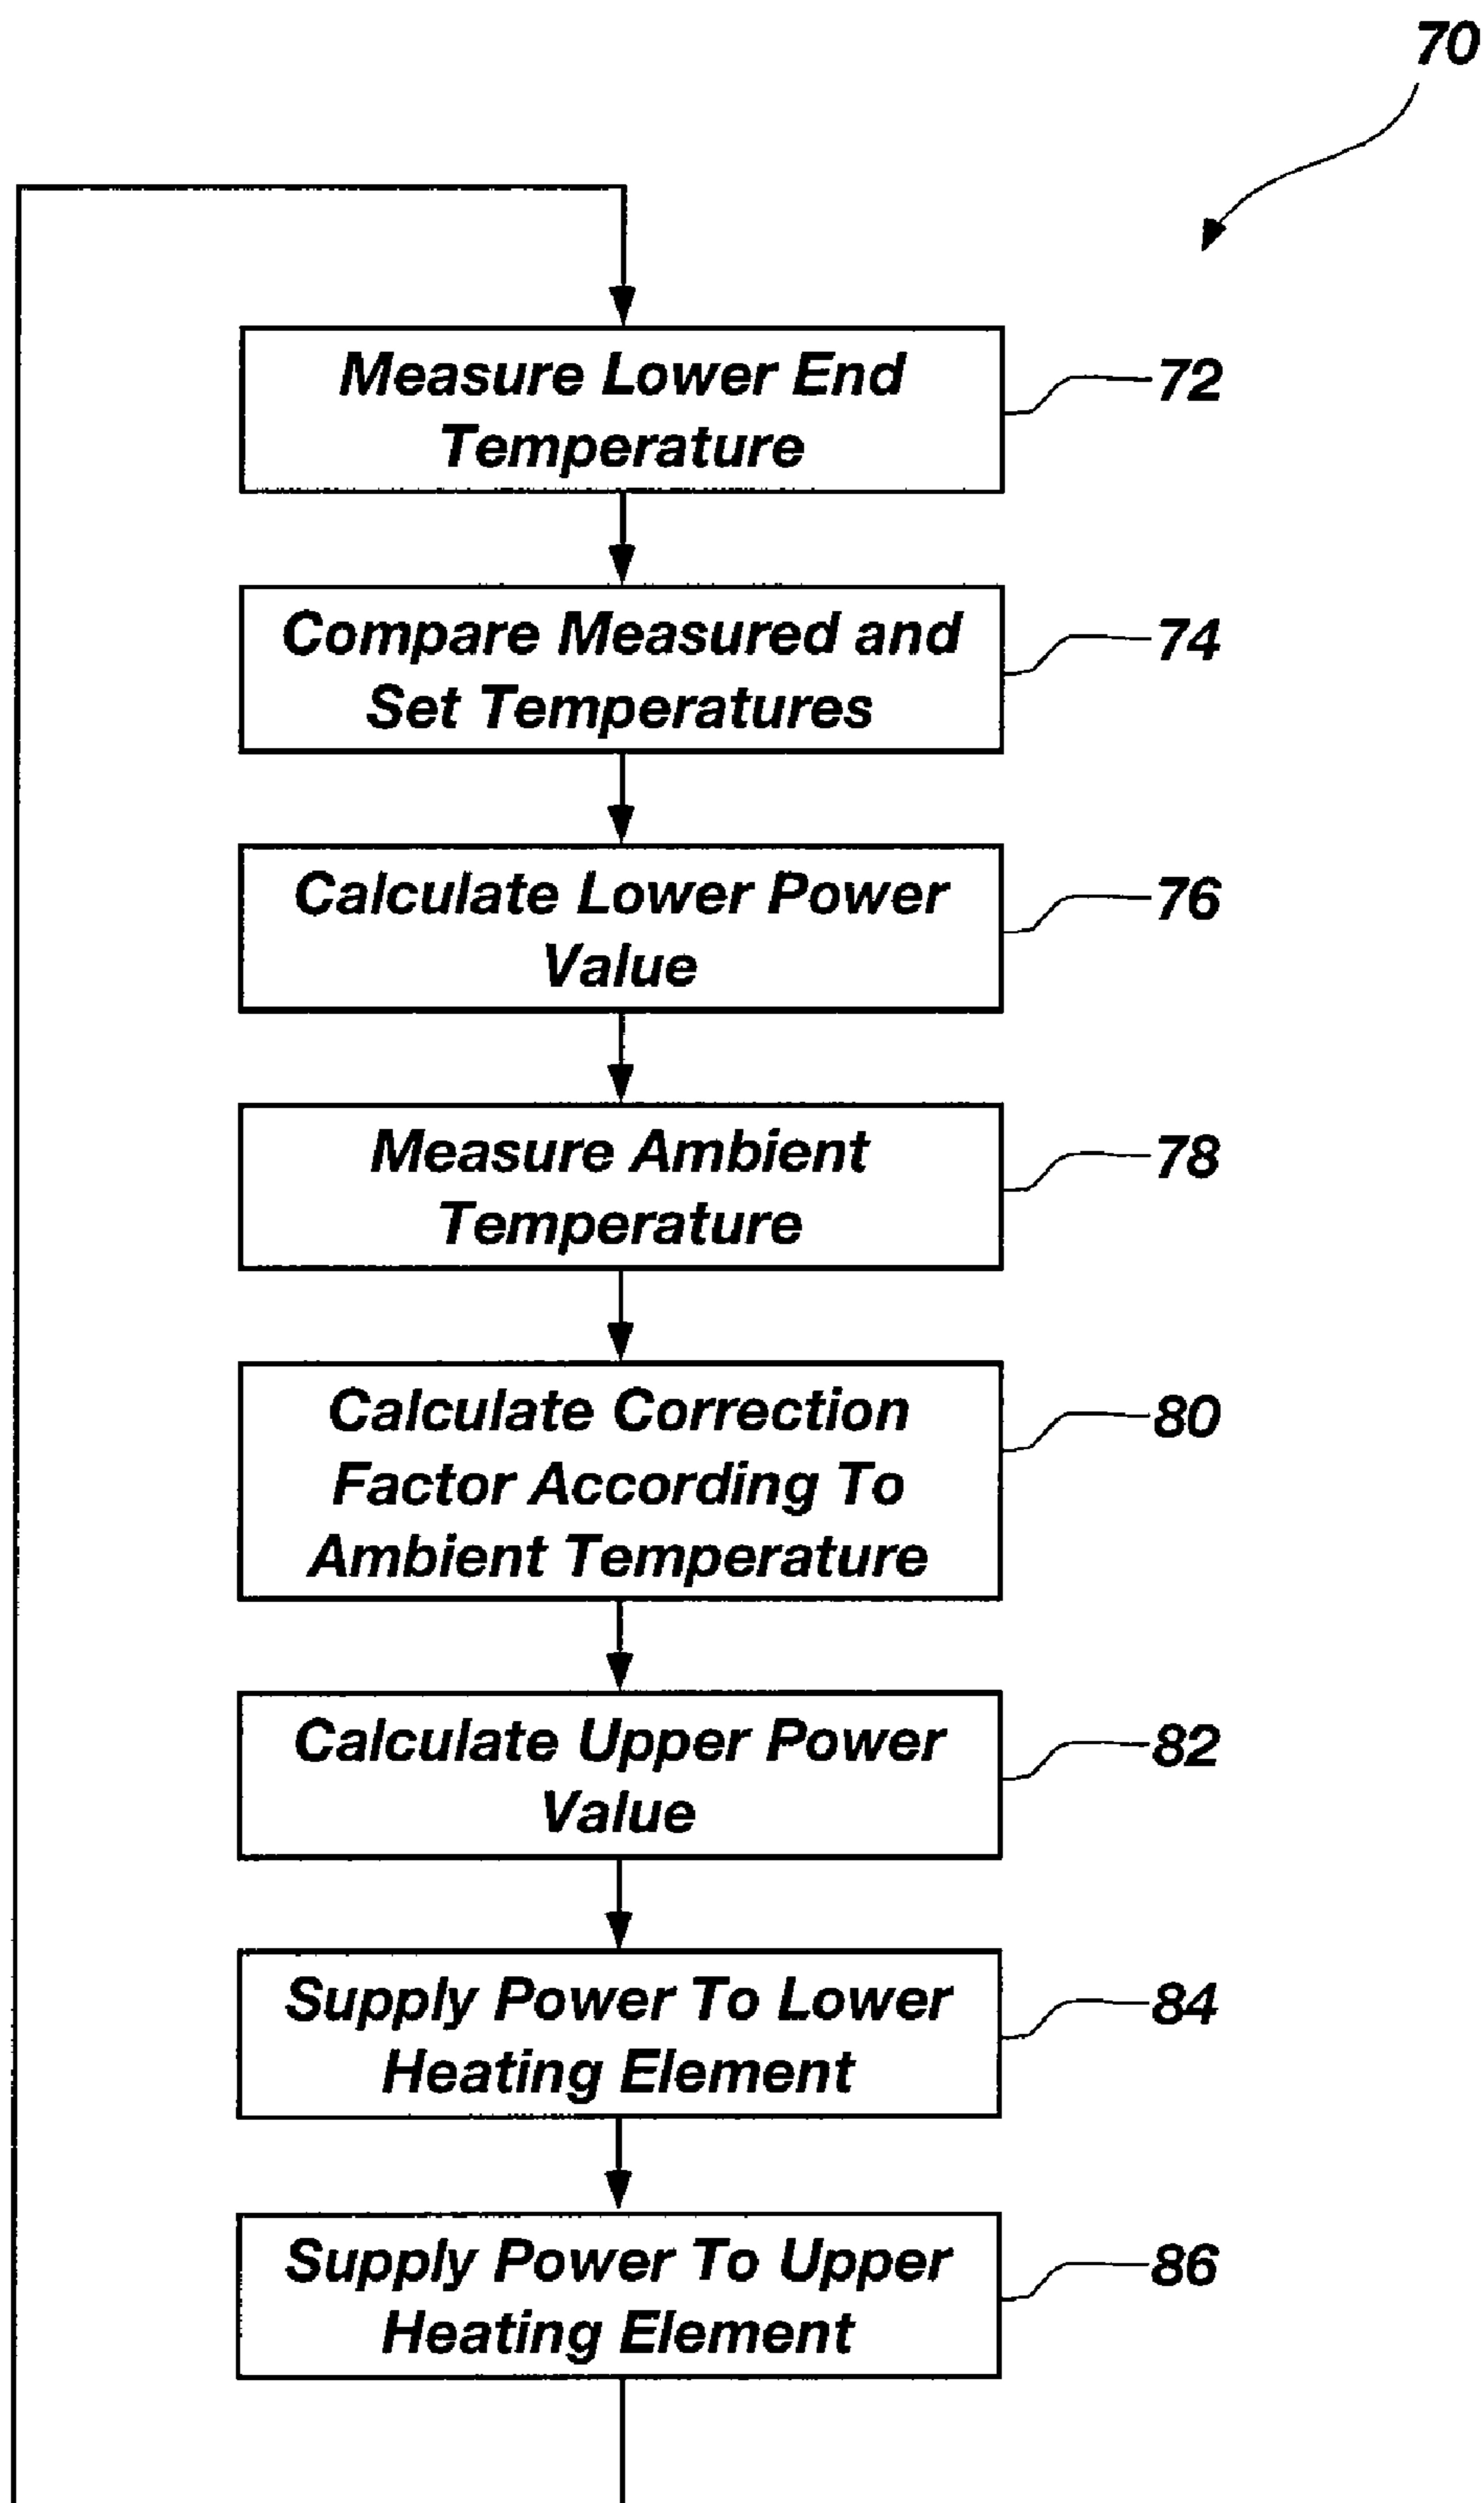 70
Measure Lower End
Temperature
72
Compare Measured and
Set Temperatures
74
Calculate Lower Power
Value
76
Measure Ambient
Temperature
78
Calculate Correction
Factor According To
Ambient Temperature
80
Calculate Upper Power
Value
82
Supply Power To Lower
Heating Element
84
Supply Power To Upper
Heating Element
86